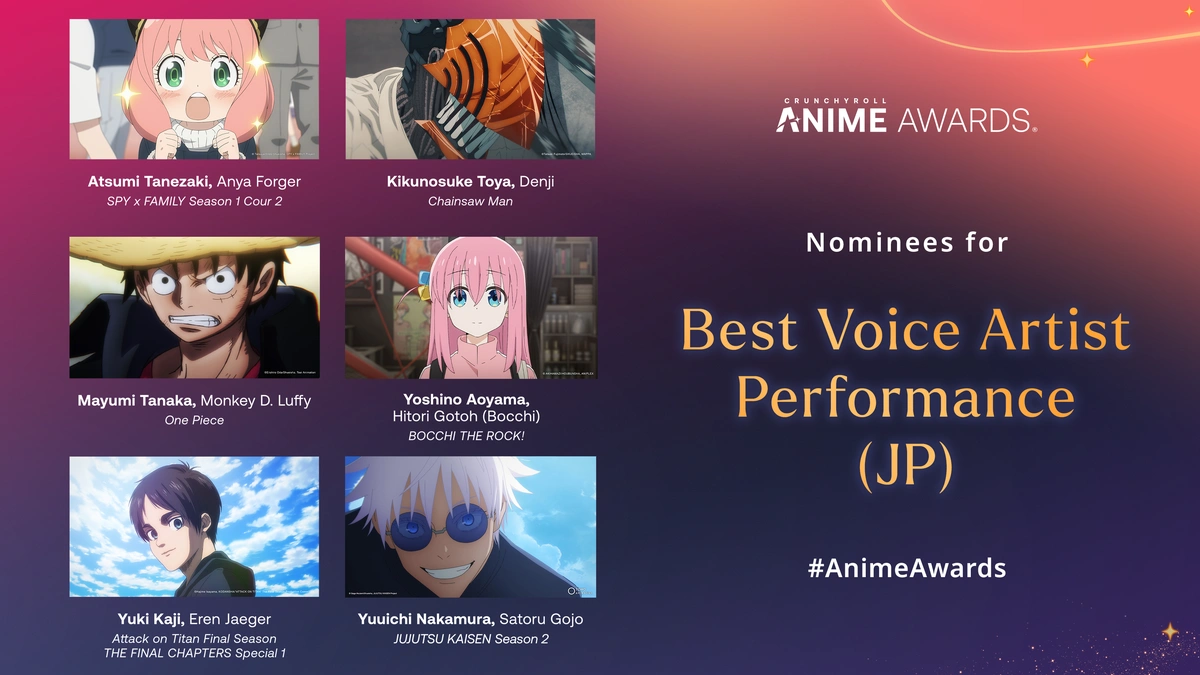 Atsumi Tanezaki, Anya Forger
SPY x FAMILY Season 1 Cour 2
Kikunosuke Toya, Denji
Chainsaw Man
Mayumi Tanaka, Monkey D. Luffy
One Piece
Yoshino Aoyama,
Hitori Gotoh (Bocchi)
BOCCHI THE ROCK!
Yuki Kaji, Eren Jaeger
Attack on Titan Final Season
THE FINAL CHAPTERS Special 1
Yuuichi Nakamura, Satoru Gojo
JUJUTSU KAISEN Season 2
CRUNCHYROLL
ANIME AWARDS®
Nominees for
Best Voice Artist
Performance
(JP)
#AnimeAwards